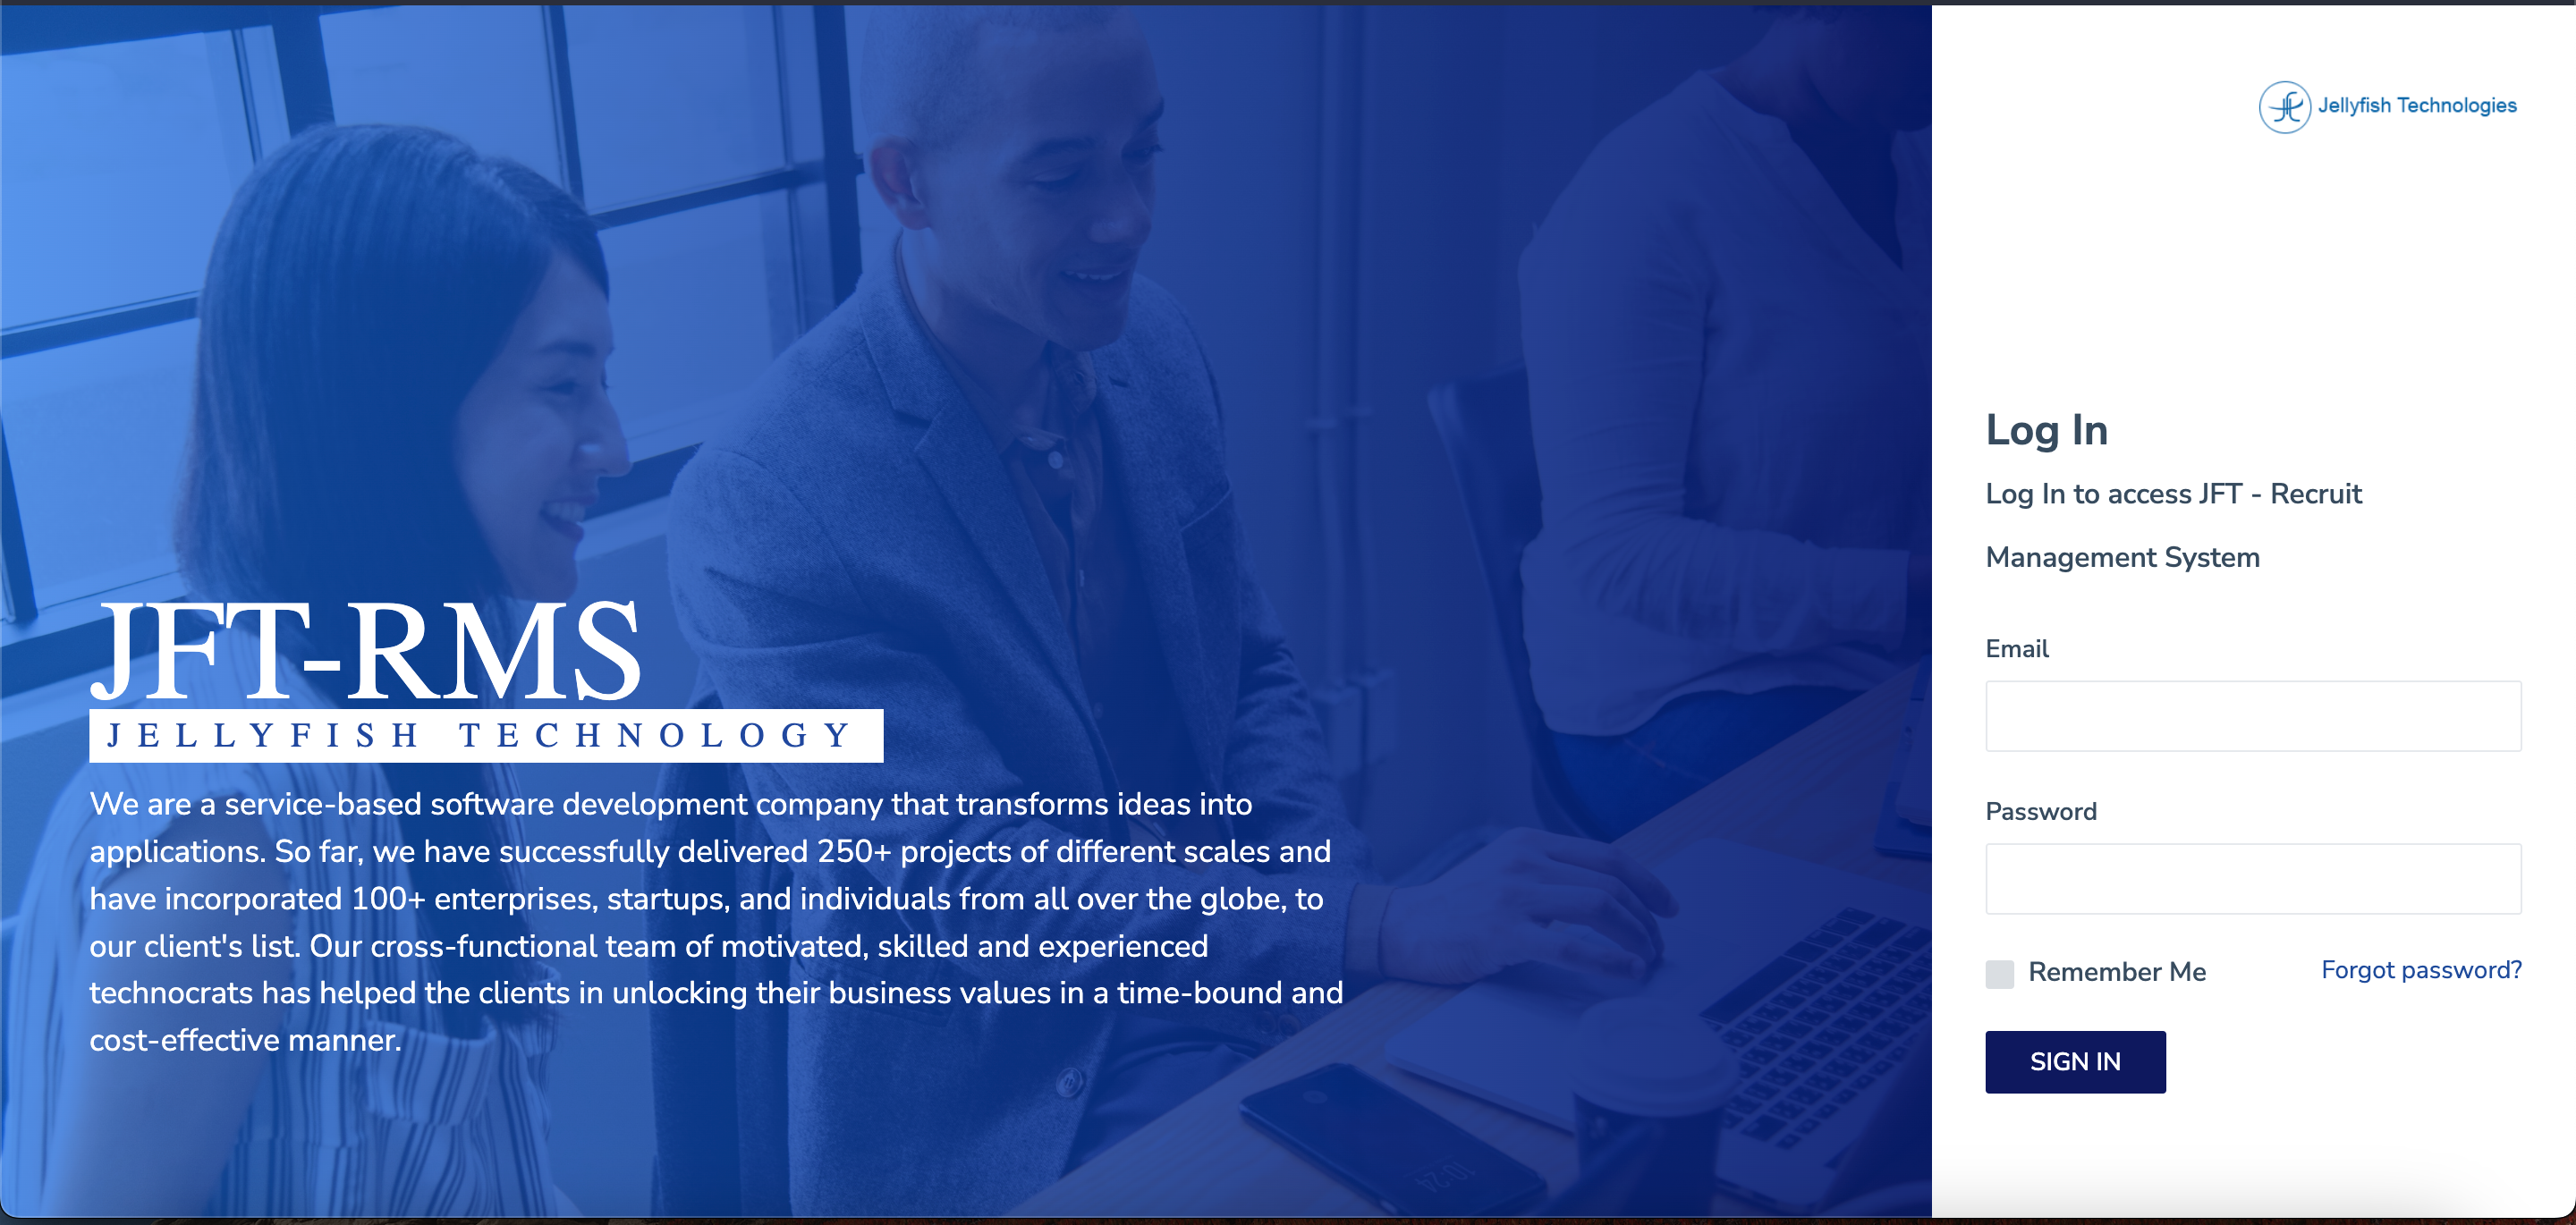 JFT-RMS
JELLYFISH TECHNOLOGY
We are a service-based software development company that transforms ideas into
applications. So far, we have successfully delivered 250+ projects of different scales and
have incorporated 100+ enterprises, startups, and individuals from all over the globe, to
our client's list. Our cross-functional team of motivated, skilled and experienced
technocrats has helped the clients in unlocking their business values in a time-bound and
cost-effective manner.
Jellyfish Technologies
Log In
Log In to access JFT - Recruit
Management System
Email
Password
Remember Me
Forgot password?
SIGN IN